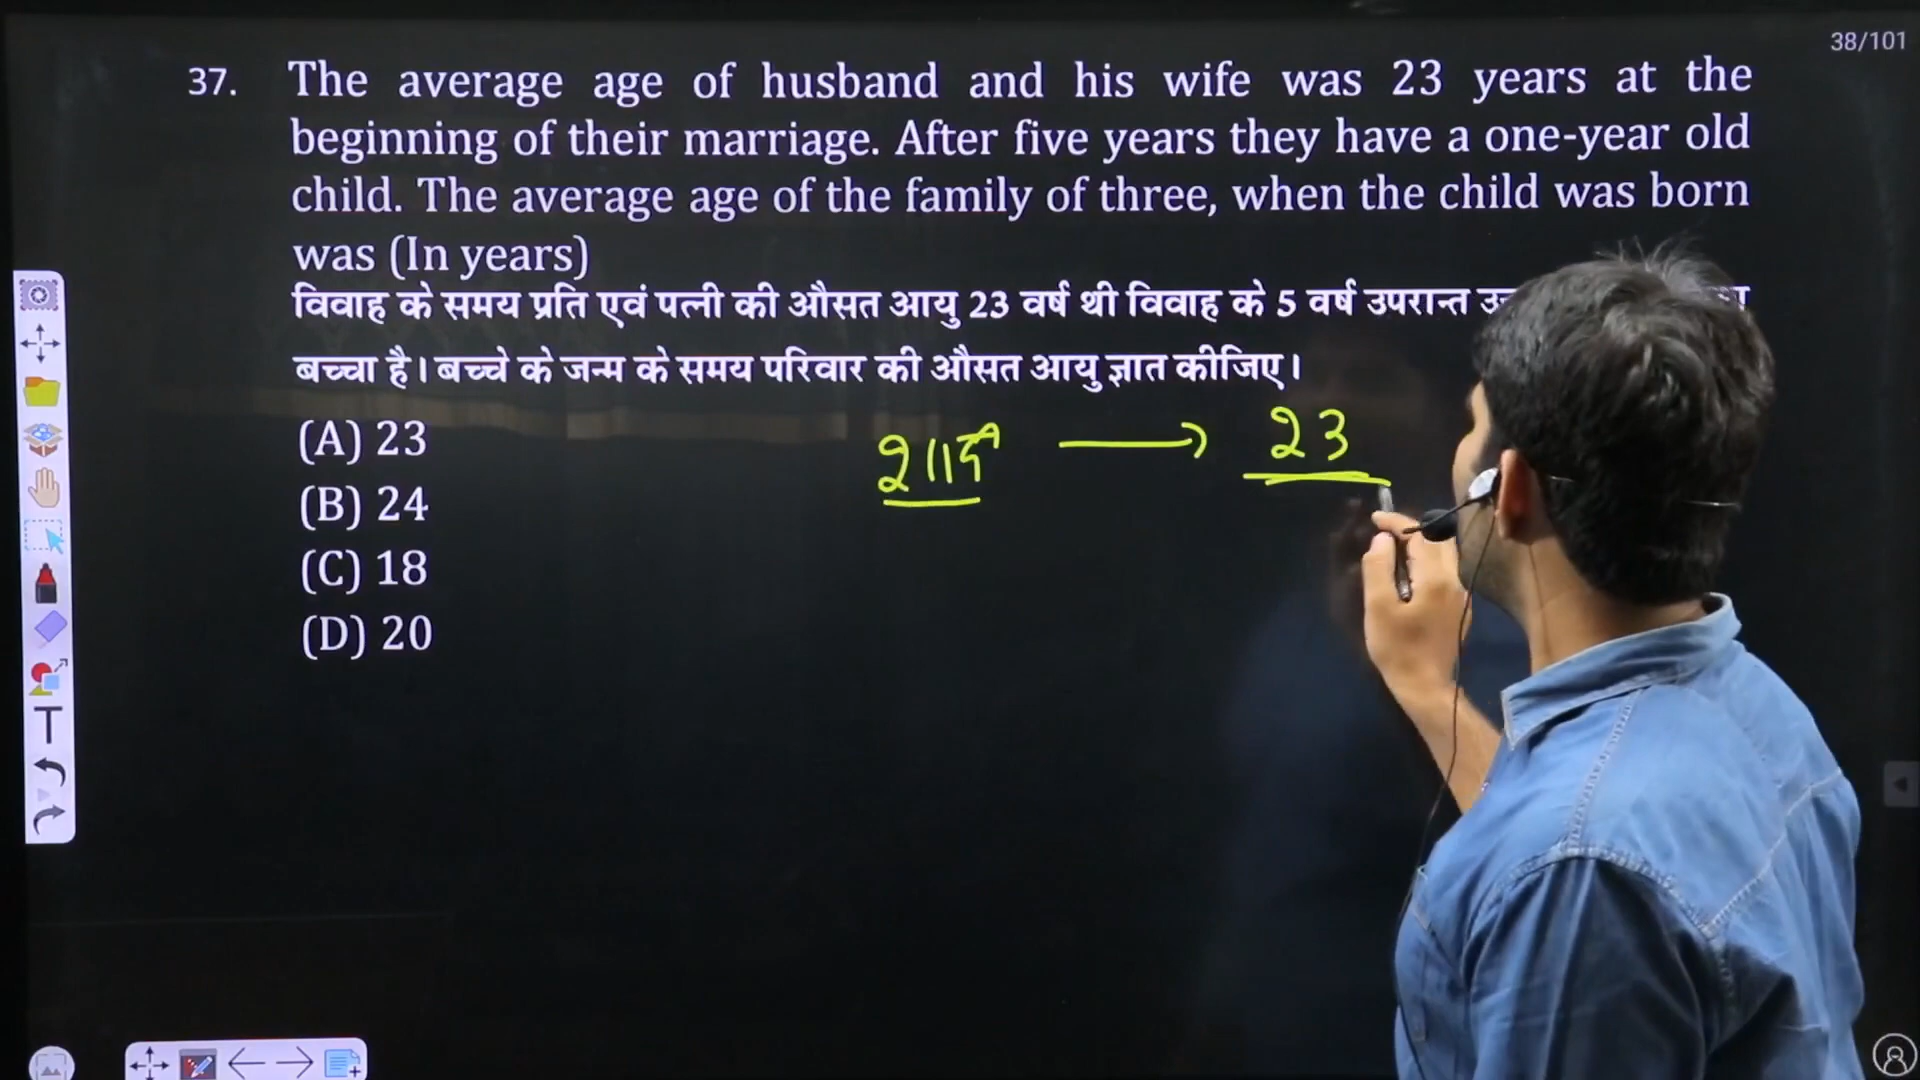 38/101
37. The average age of husband and his wife was 23 years at the
beginning of their marriage. After five years they have a one-year old
child. The average age of the family of three, when the child was born
was (In years)
विवाह के समय प्रति एवं पत्नी की औसत आयु 23 वर्ष थी विवाह के 5 वर्ष उपरान्त
बच्चा है। बच्चे के जन्म के समय परिवार की औसत आयु ज्ञात कीजिए।
(A) 23
(B) 24
(C) 18
(D) 20
शादी → 23
T